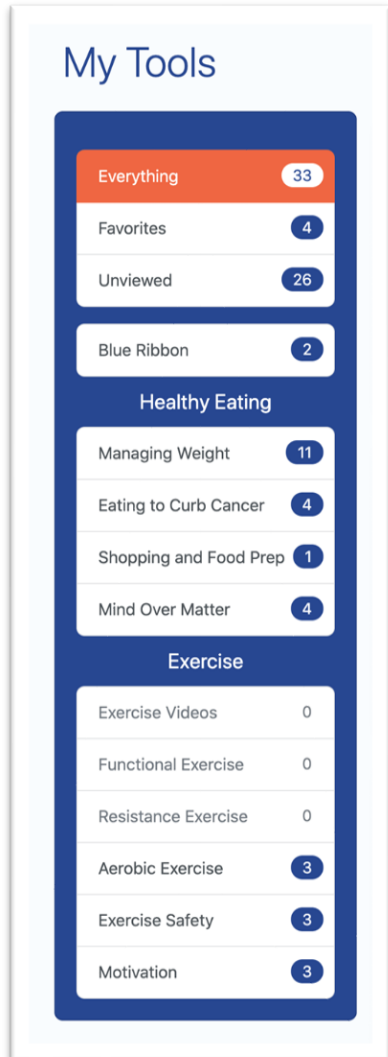 My Tools
Everything 33
Favorites 4
Unviewed 26
Blue Ribbon 2
Healthy Eating
Managing Weight 11
Eating to Curb Cancer 4
Shopping and Food Prep 1
Mind Over Matter 4
Exercise
Exercise Videos 0
Functional Exercise 0
Resistance Exercise 0
Aerobic Exercise 3
Exercise Safety 3
Motivation 3